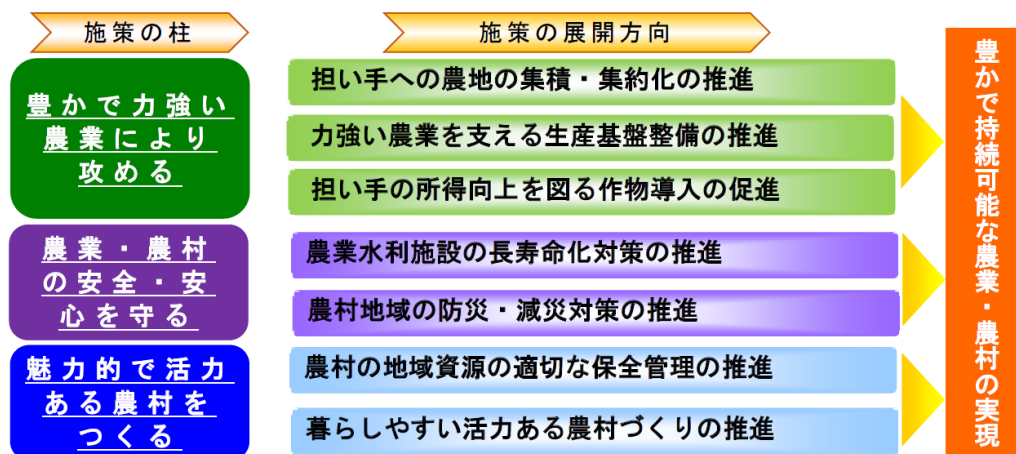 施策の柱
施策の展開方向
豊かで力強い
農業により
攻める
担い手への農地の集積・集約化の推進
力強い農業を支える生産基盤整備の推進
担い手の所得向上を図る作物導入の促進
農業・農村
の安全・安
心を守る
農業水利施設の長寿命化対策の推進
農村地域の防災・減災対策の推進
魅力的で活力
ある農村を
つくる
農村の地域資源の適切な保全管理の推進
暮らしやすい活力ある農村づくりの推進
豊かで持続可能な農業・農村の実現